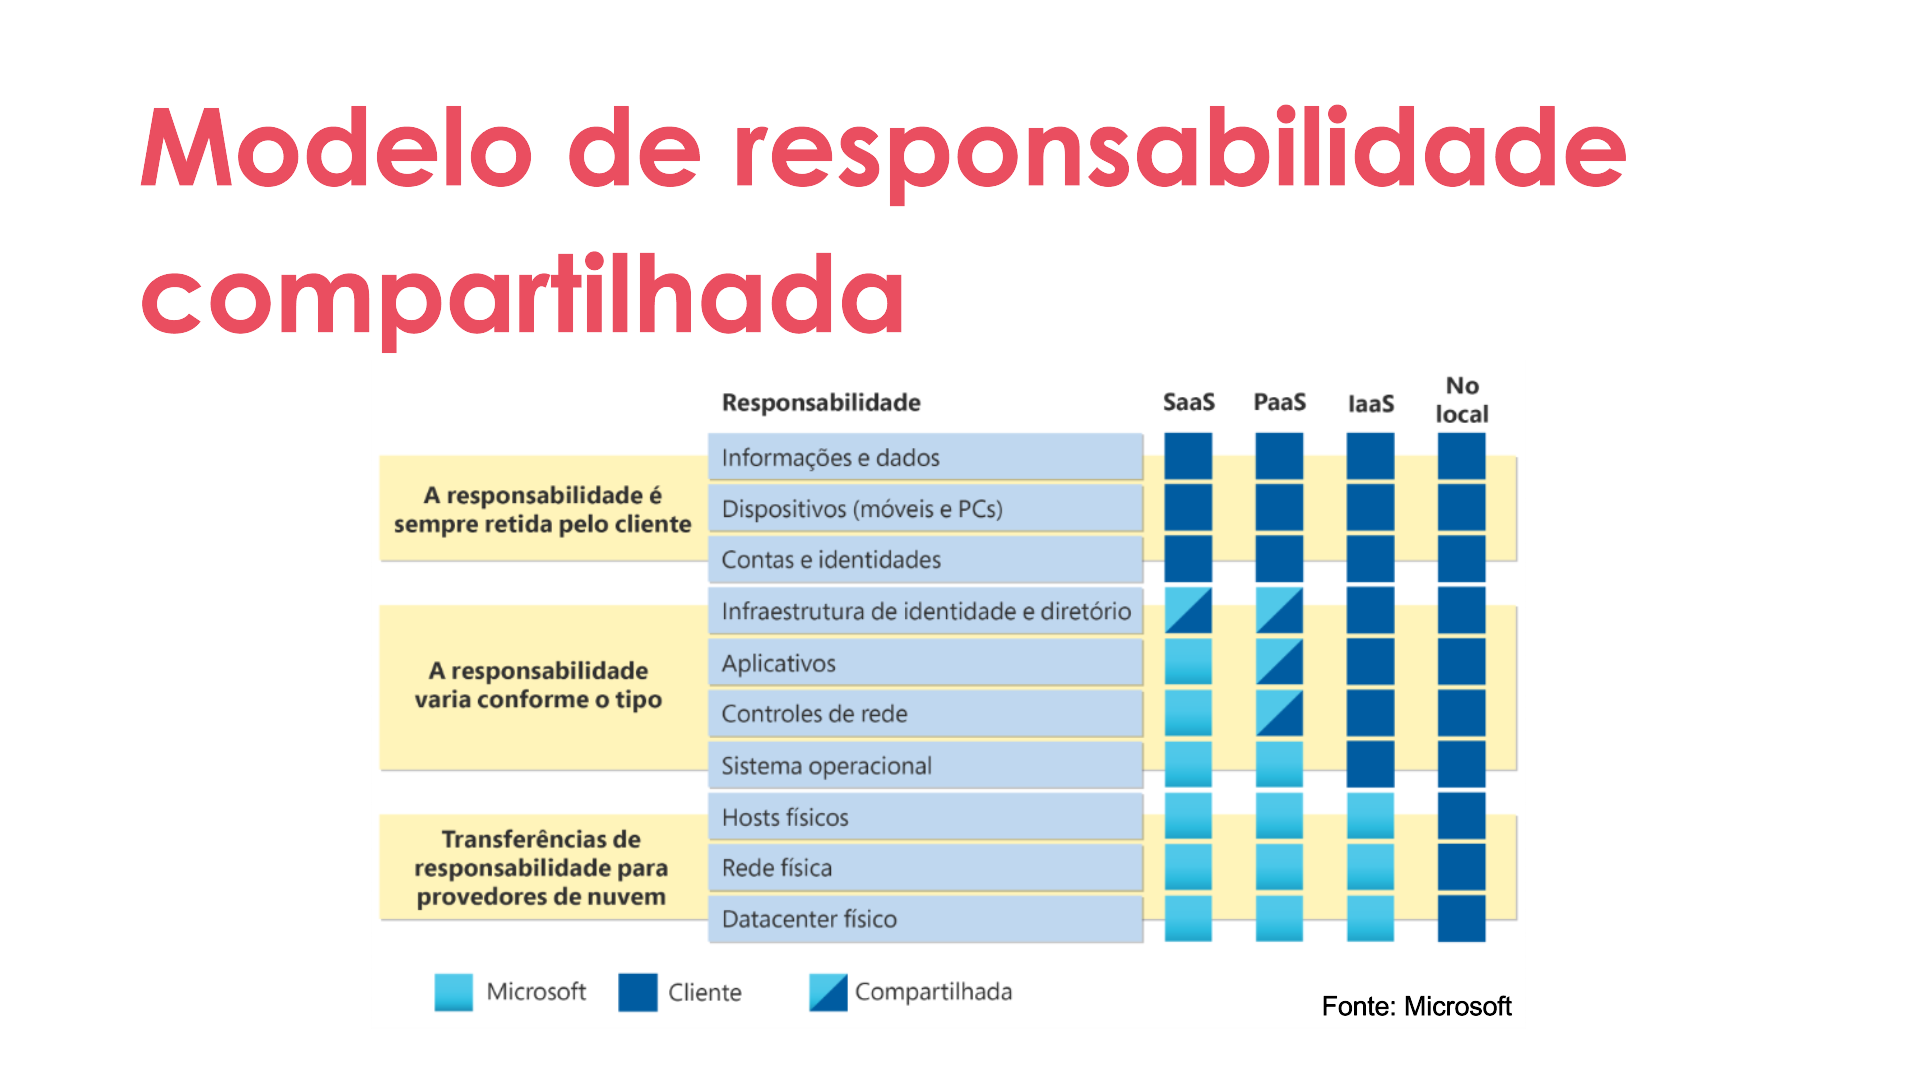 Modelo de responsabilidade
compartilhada
Responsabilidade
SaaS
PaaS
IaaS
No
local
A responsabilidade é
sempre retida pelo cliente
Informações e dados
Dispositivos (móveis e PCs)
Contas e identidades
A responsabilidade
varia conforme o tipo
Infraestrutura de identidade e diretório
Aplicativos
Controles de rede
Sistema operacional
Transferências de
responsabilidade para
provedores de nuvem
Hosts físicos
Rede física
Datacenter físico
Microsoft
Cliente
Compartilhada
Fonte: Microsoft